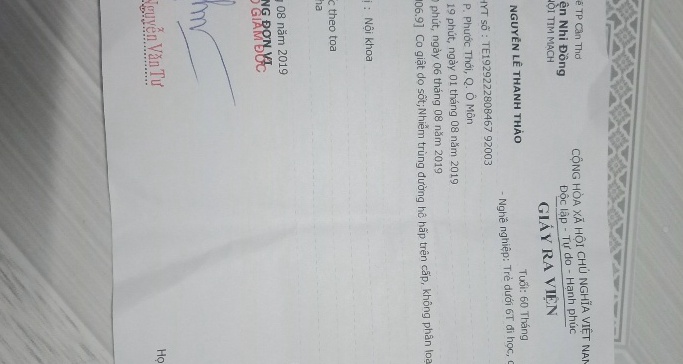 ế TP Cần Thơ
ện Nhi Đồng
NỘI TIM MẠCH
CỘNG HÒA XÃ HỘI CHỦ NGHĨA VIỆT NAM
Độc lập - Tự do - Hạnh phúc
GIẤY RA VIỆN
NGUYỄN LÊ THANH THẢO
Tuổi: 60 Tháng
- Nghề nghiệp: Trẻ dưới 6T đi học,
HYT số : TE1929222808467 92003
P. Phước Thới, Q. Ô Môn
19 phút, ngày 01 tháng 08 năm 2019
phút, ngày 06 tháng 08 năm 2019
06.9] Co giật do sốt;Nhiễm trùng đường hô hấp trên cấp, không phân loạ
ị : Nội khoa
c theo toa
ha
08 năm 2019
NG ĐƠN VỊ
GIÁM ĐỐC
Nguyễn Văn Tư
Họ